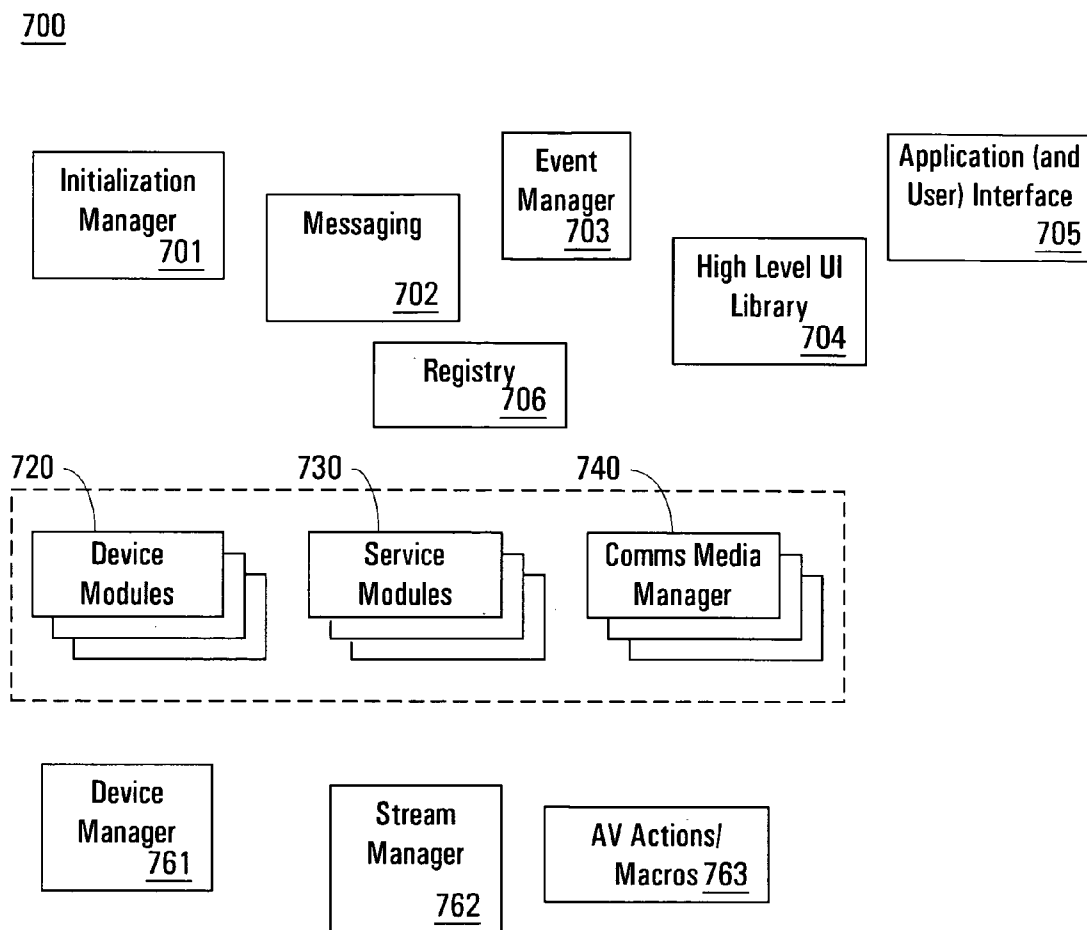 700
Initialization
Manager
701
Messaging
702
Event
Manager
703
High Level UI
Library
704
Application (and
User) Interface
705
Registry
706
720
730
740
Device
Modules
Service
Modules
Comms Media
Manager
Device
Manager
761
Stream
Manager
762
AV Actions/
Macros 763